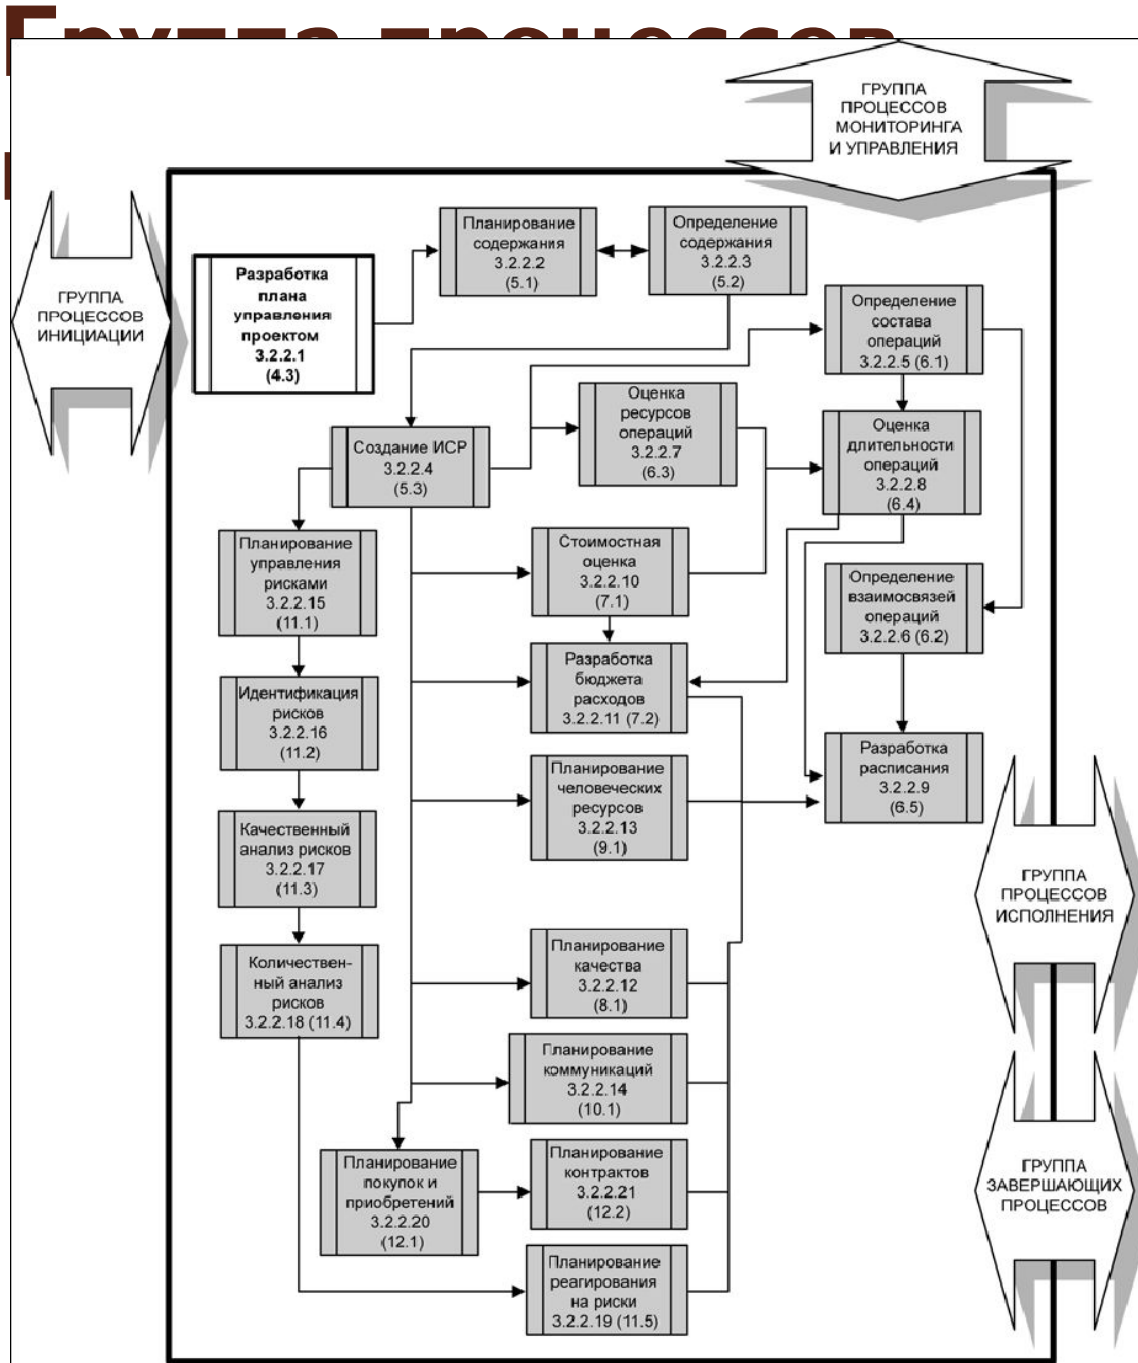 Группа процессов
ГРУППА
ПРОЦЕССОВ
МОНИТОРИНГА
И УПРАВЛЕНИЯ
ГРУППА
ПРОЦЕССОВ
ИНИЦИАЦИИ
Разработка
плана
управления
проектом
3.2.2.1
(4.3)
Планирование
содержания
3.2.2.2
(5.1)
Определение
содержания
3.2.2.3
(5.2)
Определение
состава
операций
3.2.2.5 (6.1)
Оценка
ресурсов
операций
3.2.2.7
(6.3)
Оценка
длительности
операций
3.2.2.8
(6.4)
Создание ИСР
3.2.2.4
(5.3)
Планирование
управления
рисками
3.2.2.15
(11.1)
Стоимостная
оценка
3.2.2.10
(7.1)
Определение
взаимосвязей
операций
3.2.2.6 (6.2)
Разработка
бюджета
расходов
3.2.2.11 (7.2)
Идентификация
рисков
3.2.2.16
(11.2)
Разработка
расписания
3.2.2.9
(6.5)
Планирование
человеческих
ресурсов
3.2.2.13
(9.1)
Качественный
анализ рисков
3.2.2.17
(11.3)
ГРУППА
ПРОЦЕССОВ
ИСПОЛНЕНИЯ
Количествен-
ный анализ
рисков
3.2.2.18 (11.4)
Планирование
качества
3.2.2.12
(8.1)
Планирование
коммуникаций
3.2.2.14
(10.1)
Планирование
покупок и
приобретений
3.2.2.20
(12.1)
Планирование
контрактов
3.2.2.21
(12.2)
ГРУППА
ЗАВЕРШАЮЩИХ
ПРОЦЕССОВ
Планирование
реагирования
на риски
3.2.2.19 (11.5)